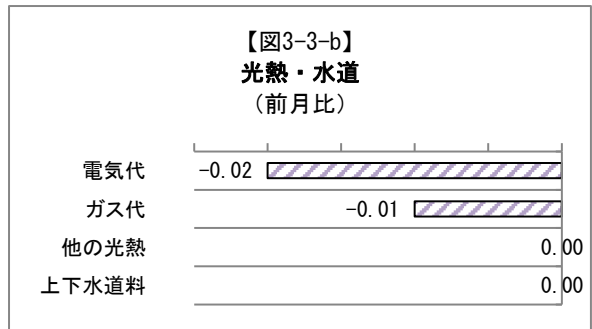 【図3-3-b】
光熱・水道
（前月比）
電気代 -0.02
ガス代 -0.01
他の光熱 0.00
上下水道料 0.00